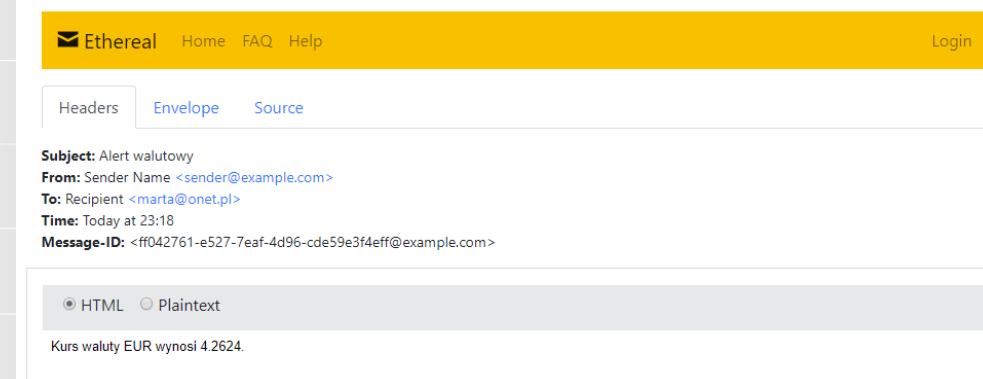 Ethereal Home FAQ Help Login
Headers Envelope Source
Subject: Alert walutowy
From: Sender Name <sender@example.com>
To: Recipient <marta@onet.pl>
Time: Today at 23:18
Message-ID: <ff042761-e527-7eaf-4d96-cde59e3f4eff@example.com>
HTML Plaintext
Kurs waluty EUR wynosi 4.2624.